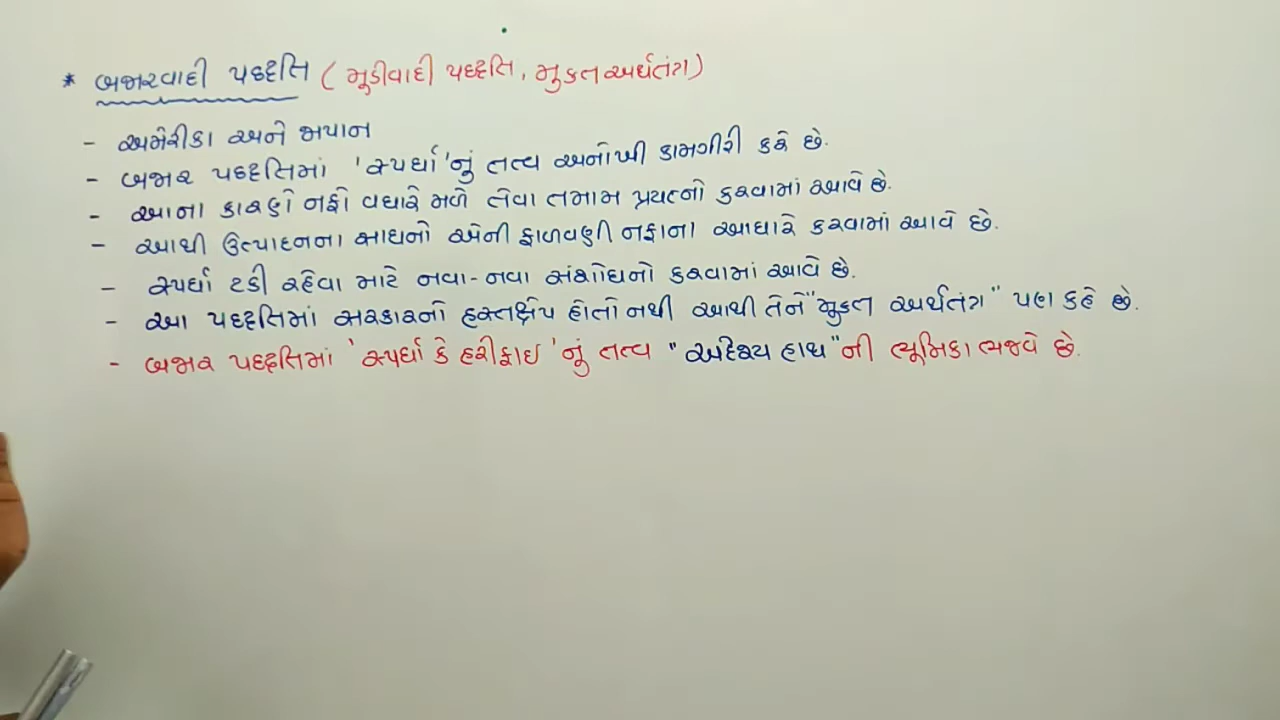 * બજારવાદી પદ્ધતિ ( મુડીવાદી પદ્ધતિ, મુકત અર્થતંત્ર)
- અમેરીકા અને જાપાન
- બજાર પદ્ધતિમાં 'સ્પર્ધા'નું તત્વ અનોખી કામગીરી કરે છે.
- આના કારણે નફો વધારે મળે તેવા તમામ પ્રયત્નો કરવામાં આવે છે.
- આથી ઉત્પાદનના સાધનો એની ફાળવણી નફાના આધારે કરવામાં આવે છે.
- સ્પર્ધા ટકી રહેવા માટે નવા-નવા સંશોધનો કરવામાં આવે છે.
- આ પદ્ધતિમાં સરકારનો હસ્તક્ષેપ હોતો નથી આથી તેને "મુકત અર્થતંત્ર" પણ કહે છે.
- બજાર પદ્ધતિમાં 'સ્પર્ધા કે હરીફાઇ'નું તત્વ "અદ્રશ્ય હાથ"ની ભૂમિકા ભજવે છે.